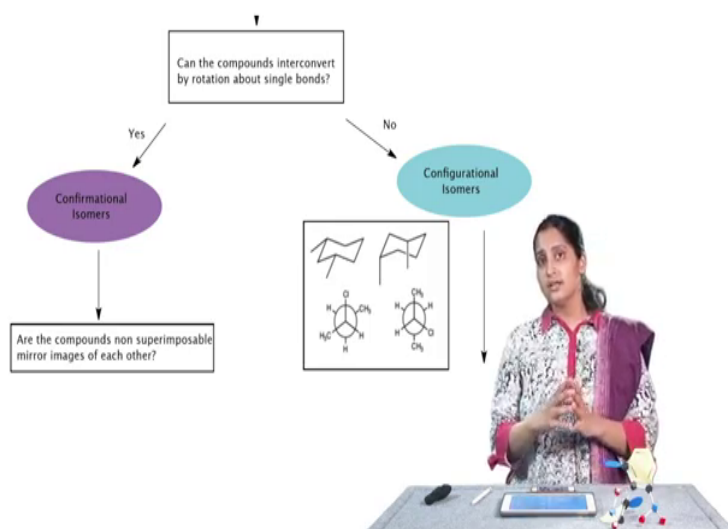 Can the compounds interconvert
by rotation about single bonds?
Yes
No
Confirmational
Isomers
Configurational
Isomers
Are the compounds non superimposable
mirror images of each other?
Cl
H
CH₃
H₃C
H
H
CH₃
H
H
H
Cl
CH₃